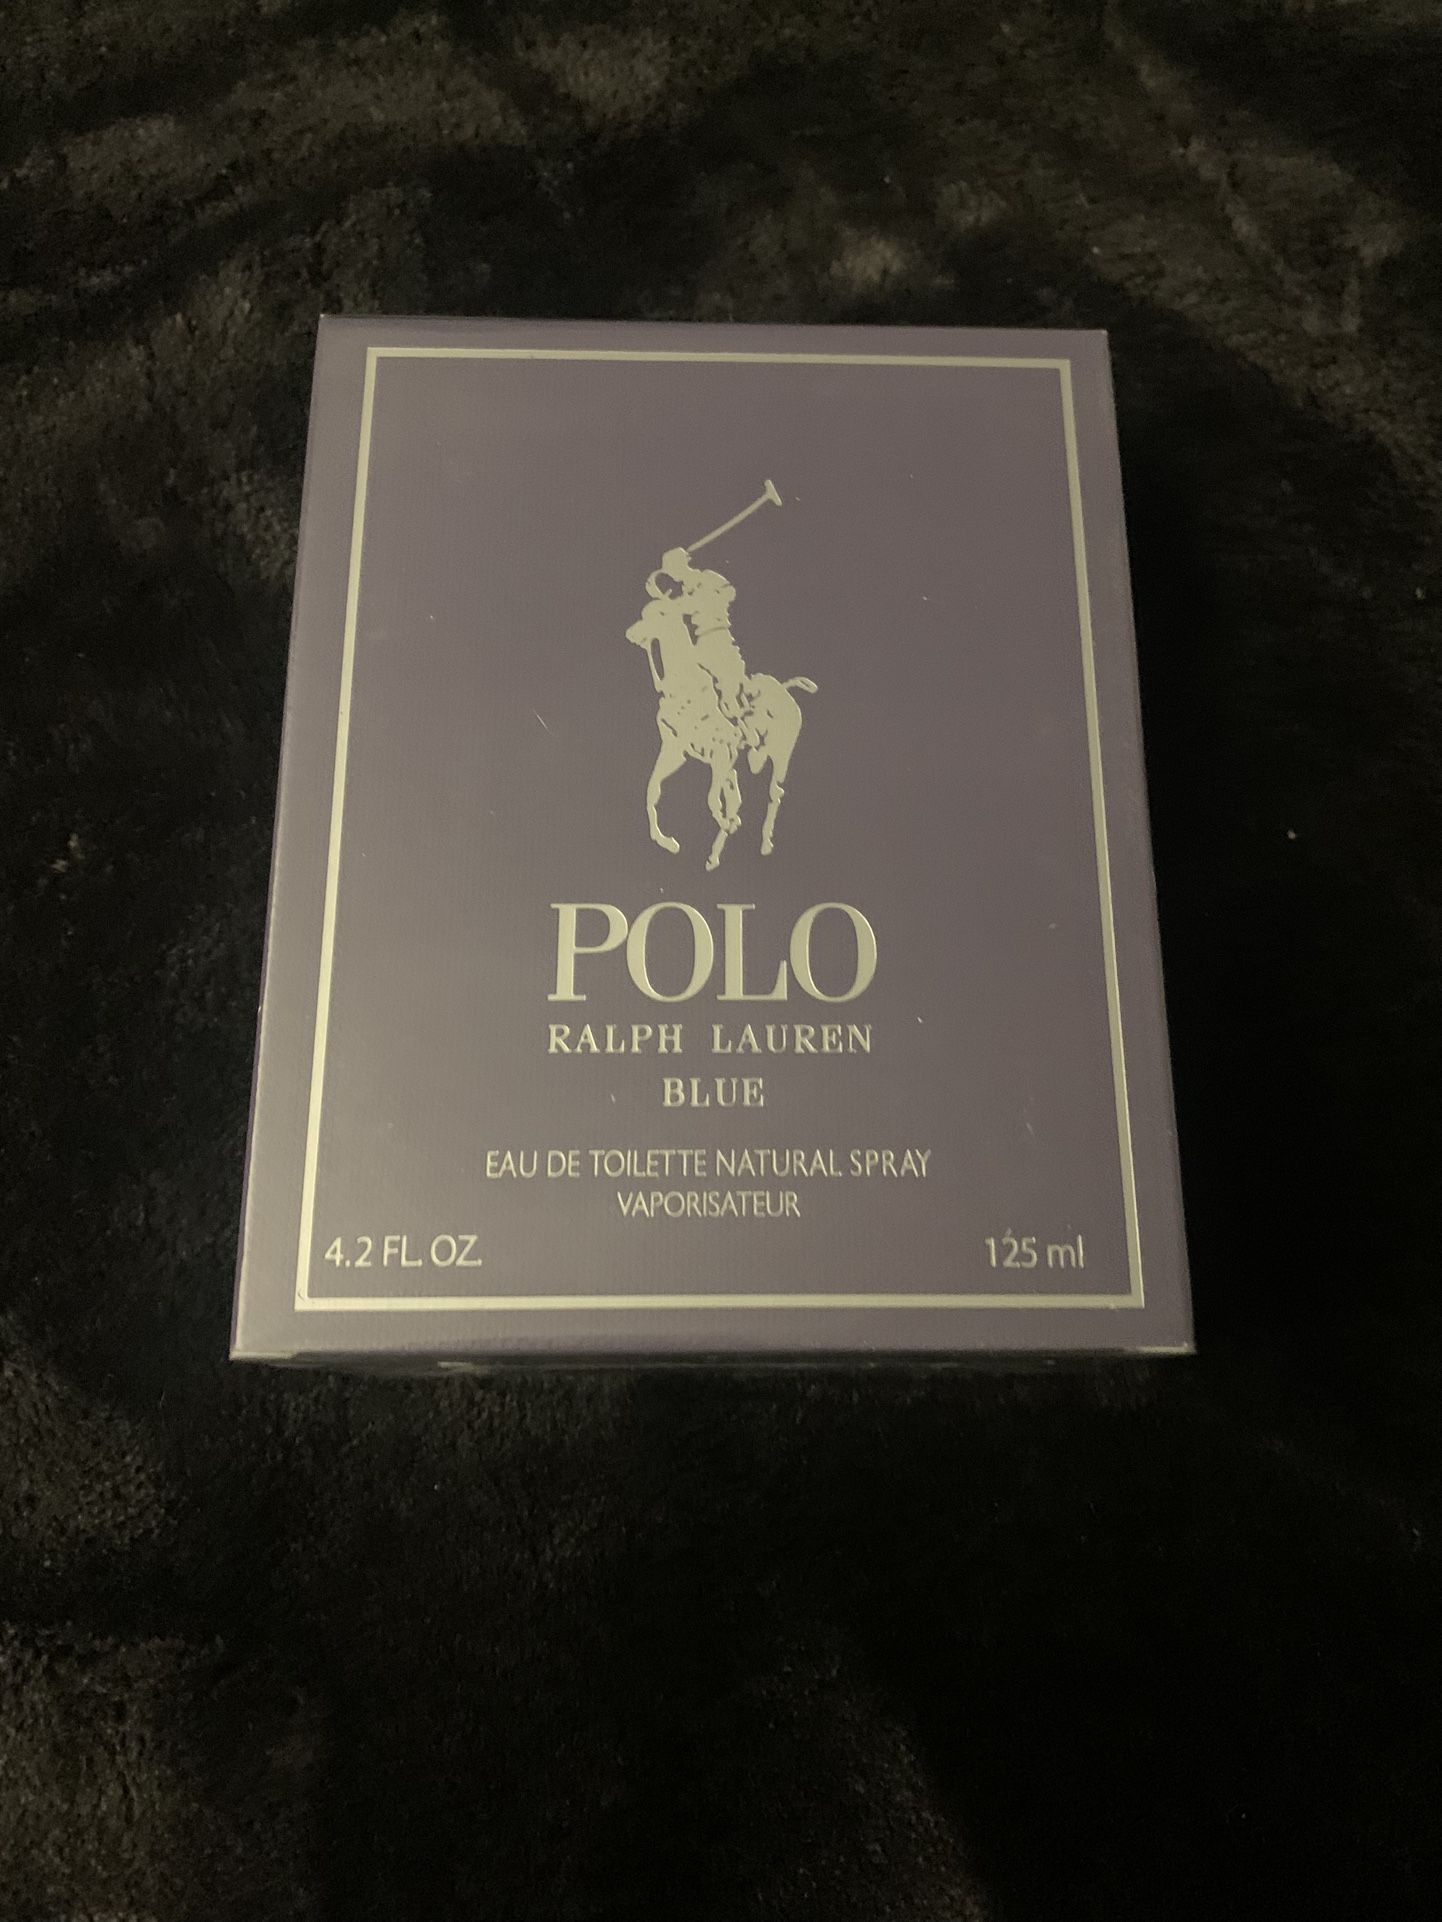 POLO
RALPH LAUREN
BLUE
EAU DE TOILETTE NATURAL SPRAY
VAPORISATEUR
4.2 FL. OZ. 125 ml